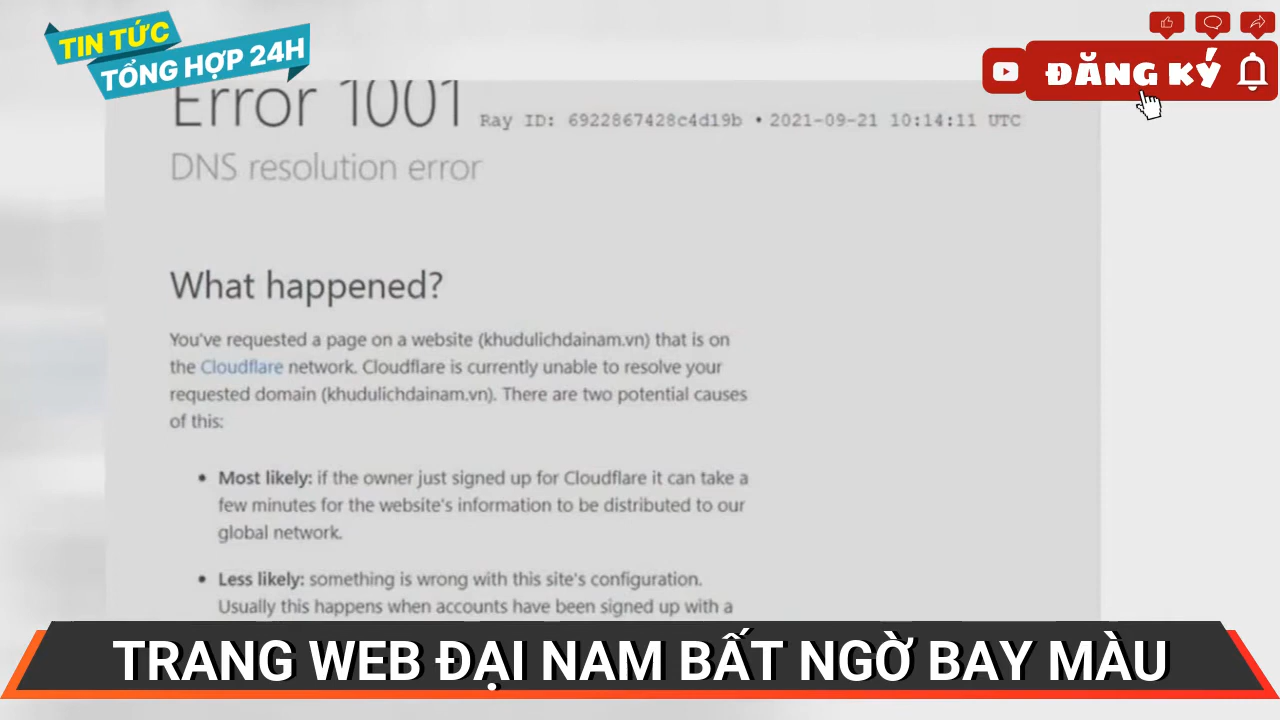 TIN TỨC
TỔNG HỢP 24H
ĐĂNG KÝ
Error 1001 Ray ID: 6922867428c4d19b • 2021-09-21 10:14:11 UTC
DNS resolution error
What happened?
You've requested a page on a website (khudulichdainam.vn) that is on
the Cloudflare network. Cloudflare is currently unable to resolve your
requested domain (khudulichdainam.vn). There are two potential causes
of this:
• Most likely: if the owner just signed up for Cloudflare it can take a
few minutes for the website's information to be distributed to our
global network.
• Less likely: something is wrong with this site's configuration.
Usually this happens when accounts have been signed up with a
TRANG WEB ĐẠI NAM BẤT NGỜ BAY MÀU